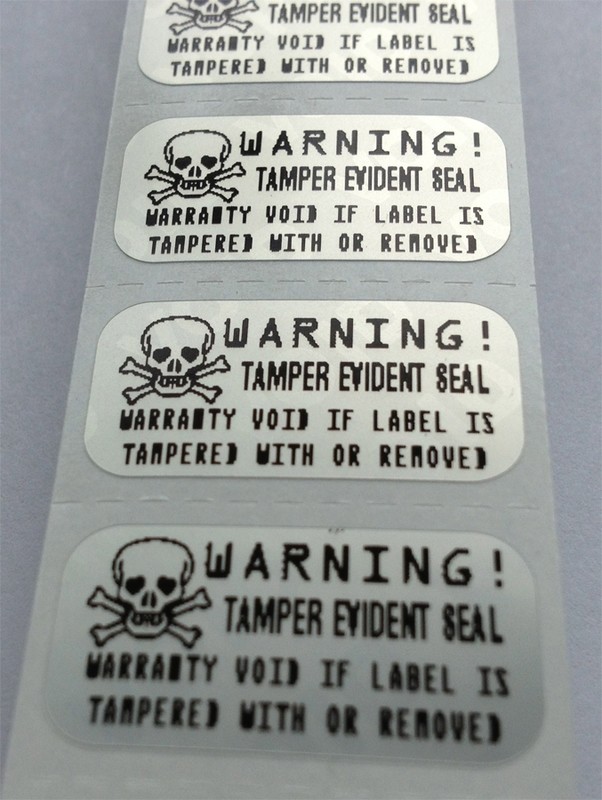 TAMPER EVIDENT SEAL
WARRANTY VOID IF LABEL IS
TAMPERED WITH OR REMOVED
WARNING!
TAMPER EVIDENT SEAL
WARRANTY VOID IF LABEL IS
TAMPERED WITH OR REMOVED
WARNING!
TAMPER EVIDENT SEAL
WARRANTY VOID IF LABEL IS
TAMPERED WITH OR REMOVED
WARNING!
TAMPER EVIDENT SEAL
WARRANTY VOID IF LABEL IS
TAMPERED WITH OR REMOVED